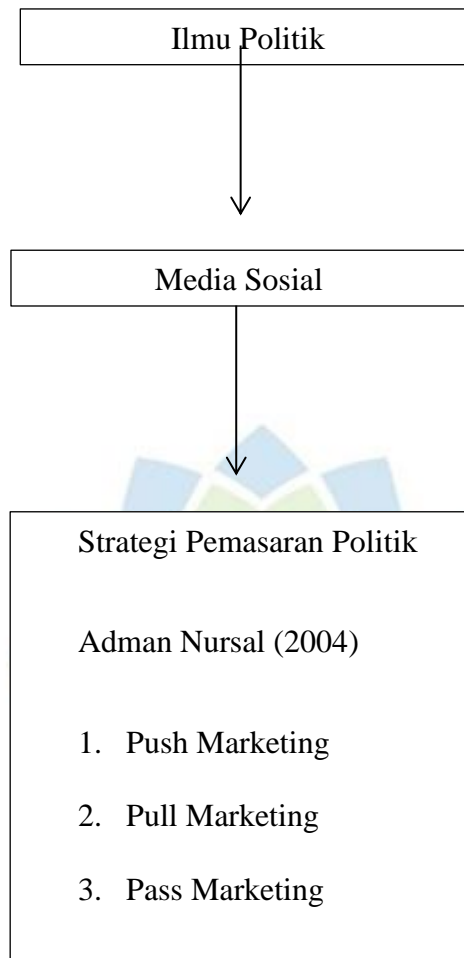 Ilmu Politik
Media Sosial
Strategi Pemasaran Politik
Adman Nursal (2004)
1. Push Marketing
2. Pull Marketing
3. Pass Marketing